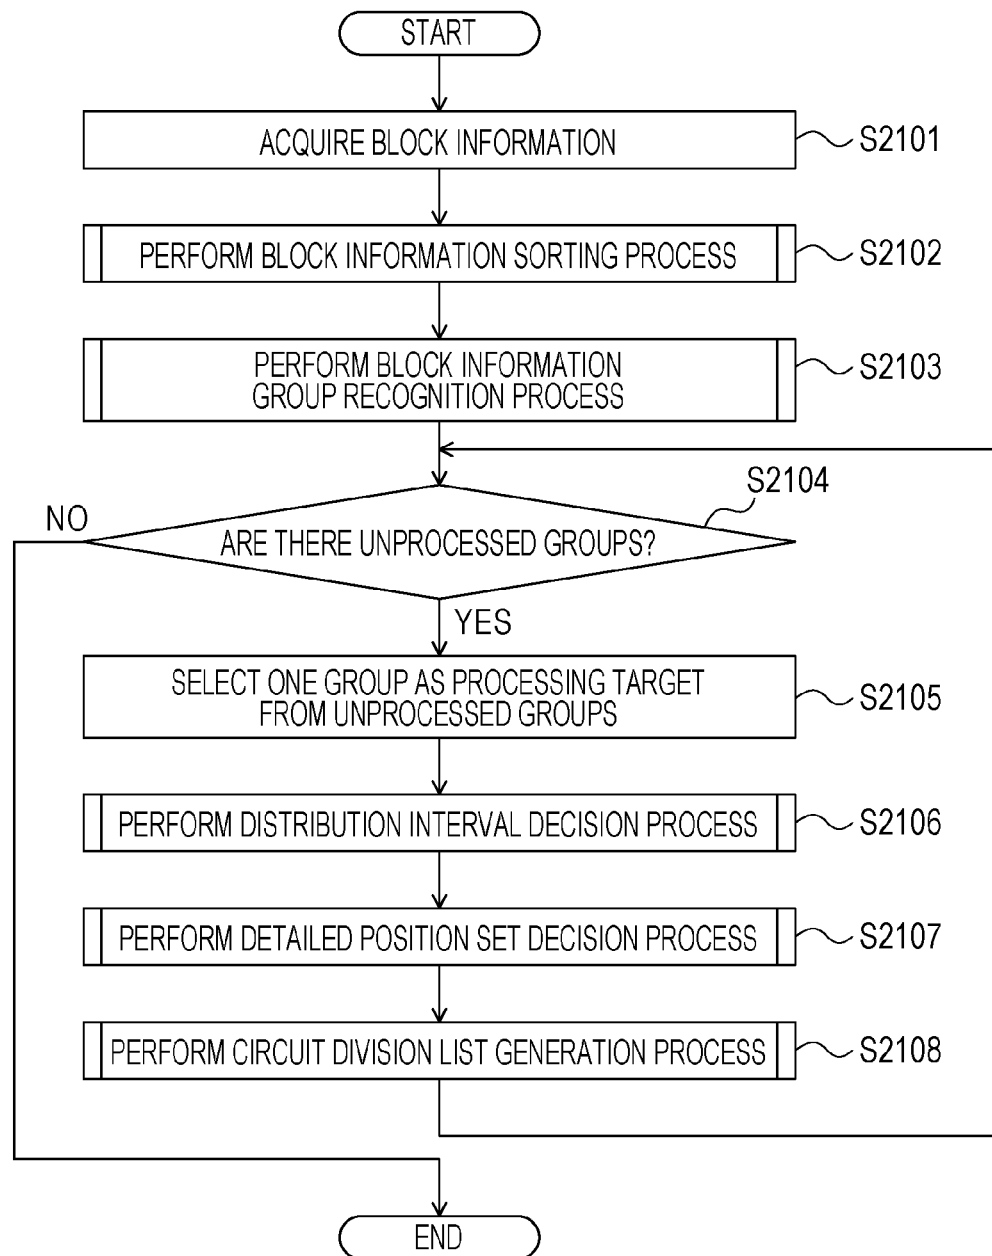 START
ACQUIRE BLOCK INFORMATION
S2101
PERFORM BLOCK INFORMATION SORTING PROCESS
S2102
PERFORM BLOCK INFORMATION
GROUP RECOGNITION PROCESS
S2103
S2104
NO
ARE THERE UNPROCESSED GROUPS?
YES
SELECT ONE GROUP AS PROCESSING TARGET
FROM UNPROCESSED GROUPS
S2105
PERFORM DISTRIBUTION INTERVAL DECISION PROCESS
S2106
PERFORM DETAILED POSITION SET DECISION PROCESS
S2107
PERFORM CIRCUIT DIVISION LIST GENERATION PROCESS
S2108
END